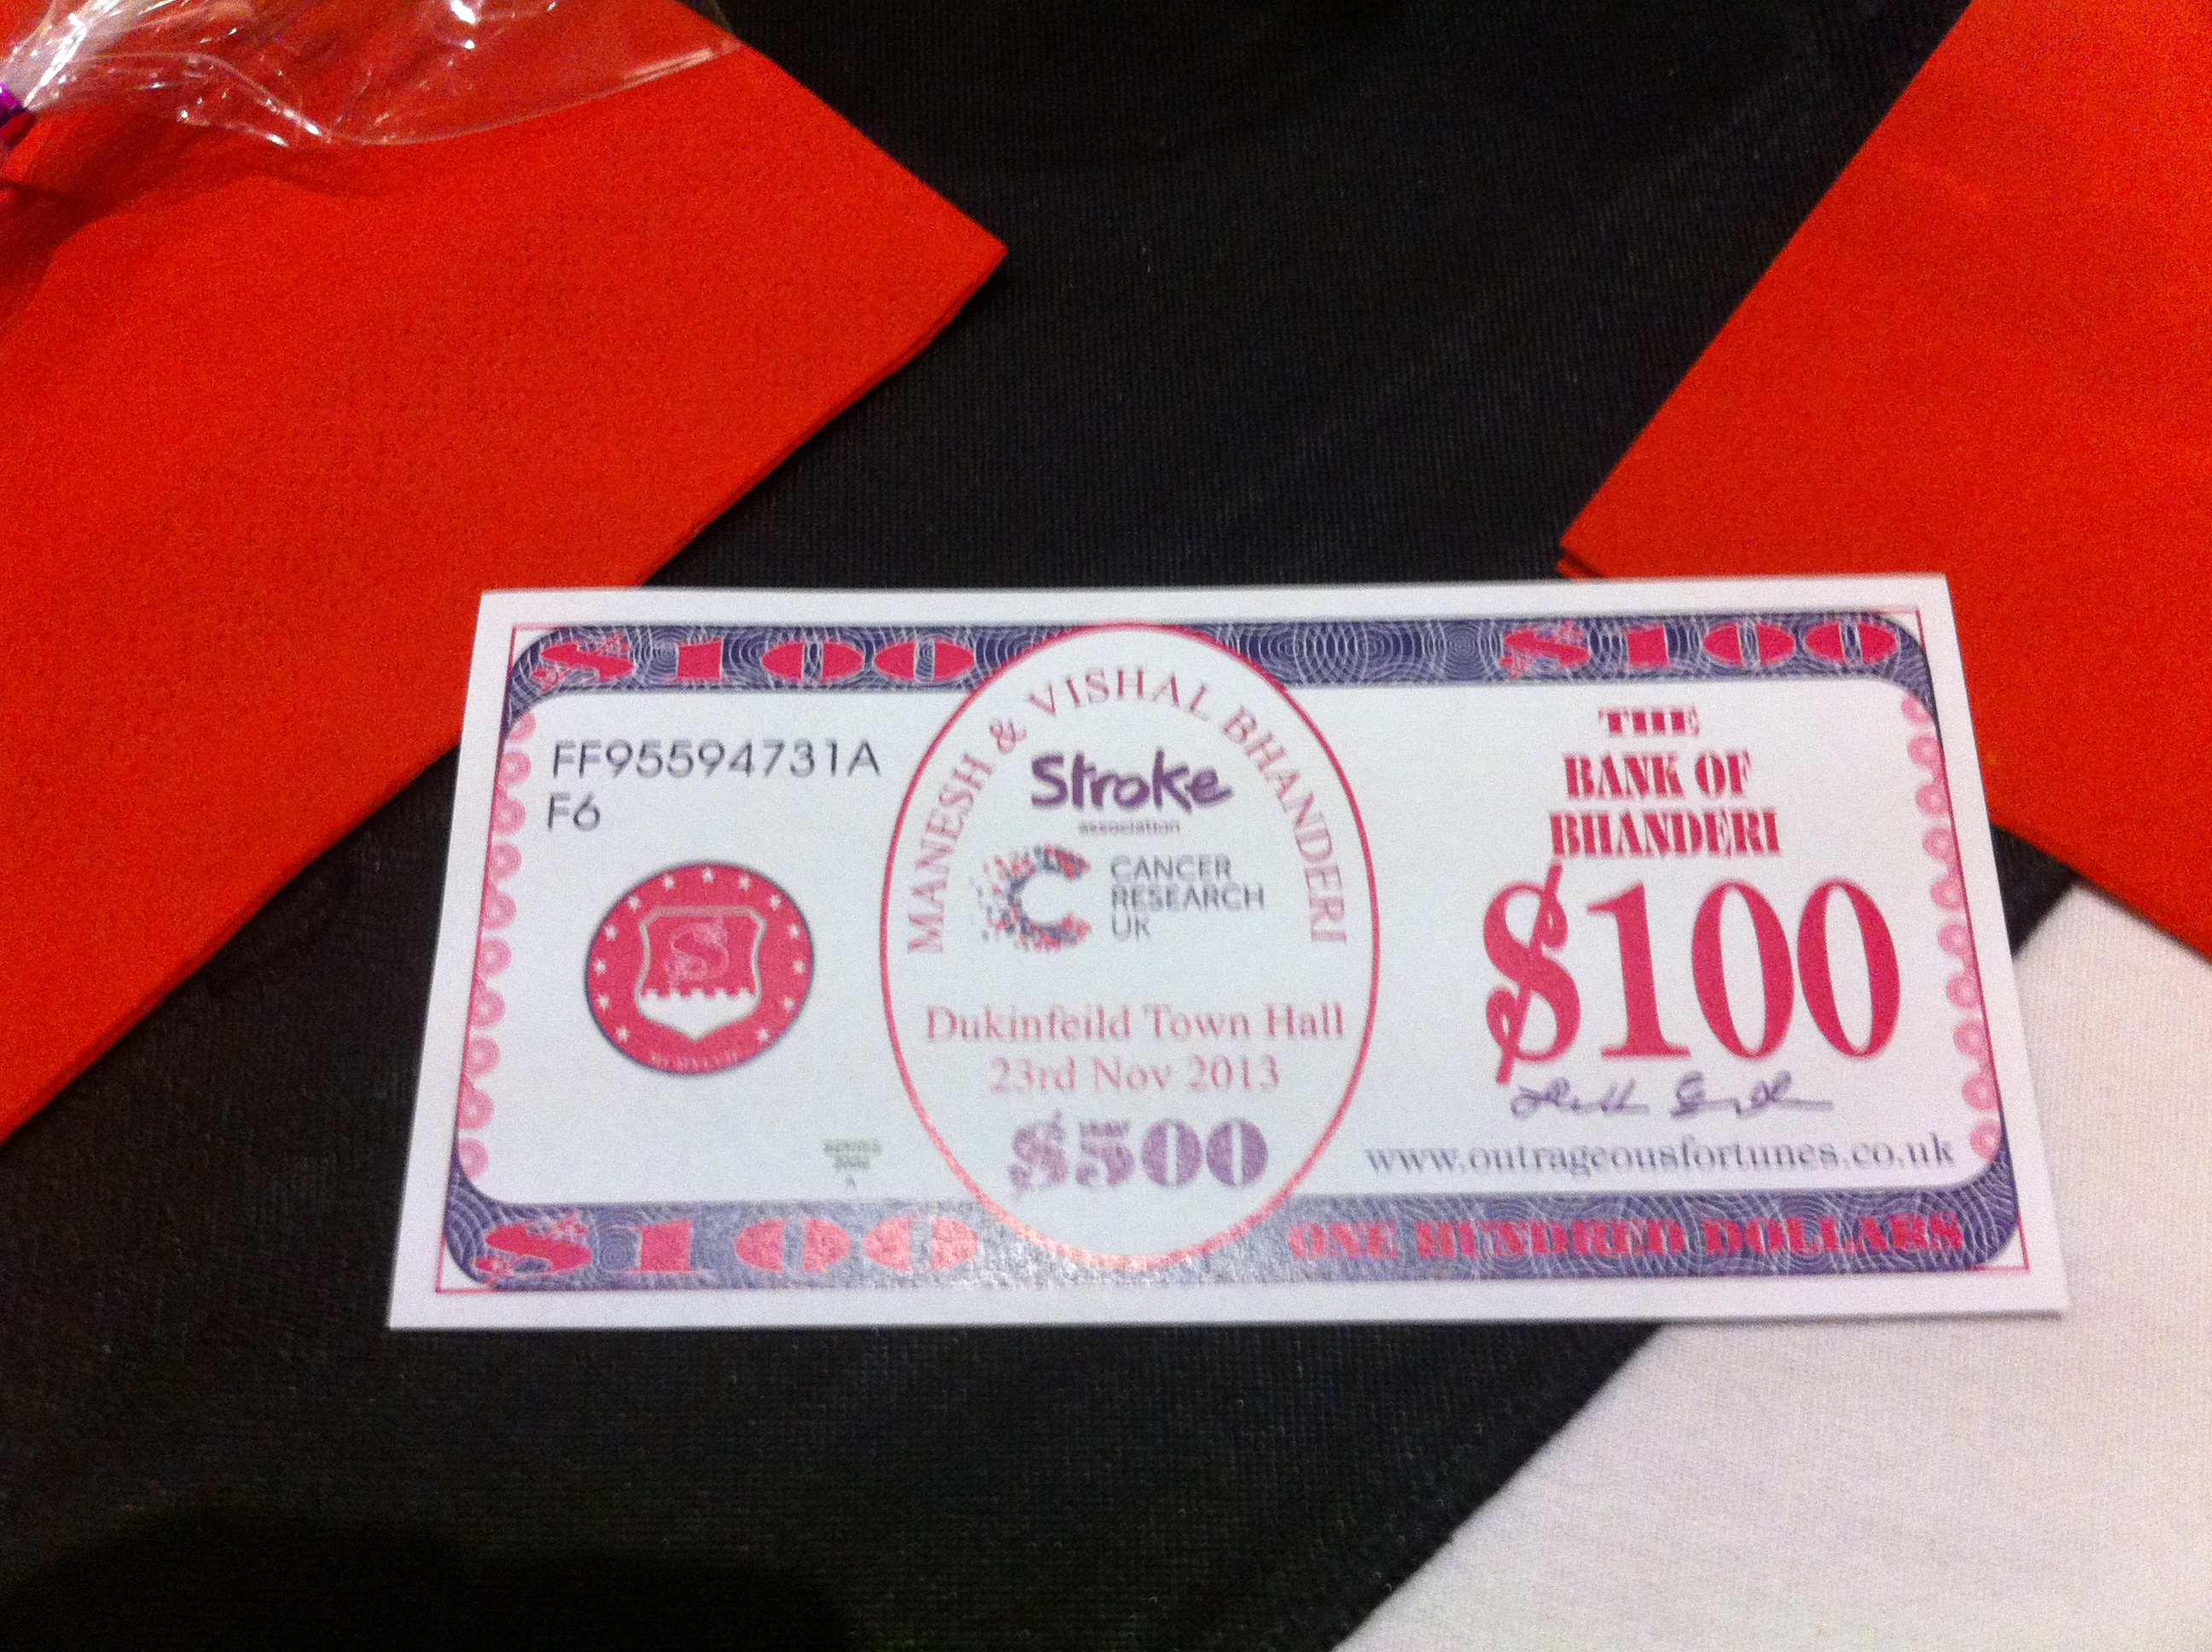 $100 $100
FF95594731A
F6
MANESH & VISHAL BHANDERI
Stroke
association
CANCER
RESEARCH
UK
Dukinfeild Town Hall
23rd Nov 2013
$500
THE
BANK OF
BHANDERI
$100
www.outrageousfortunes.co.uk
$100 ONE HUNDRED DOLLARS